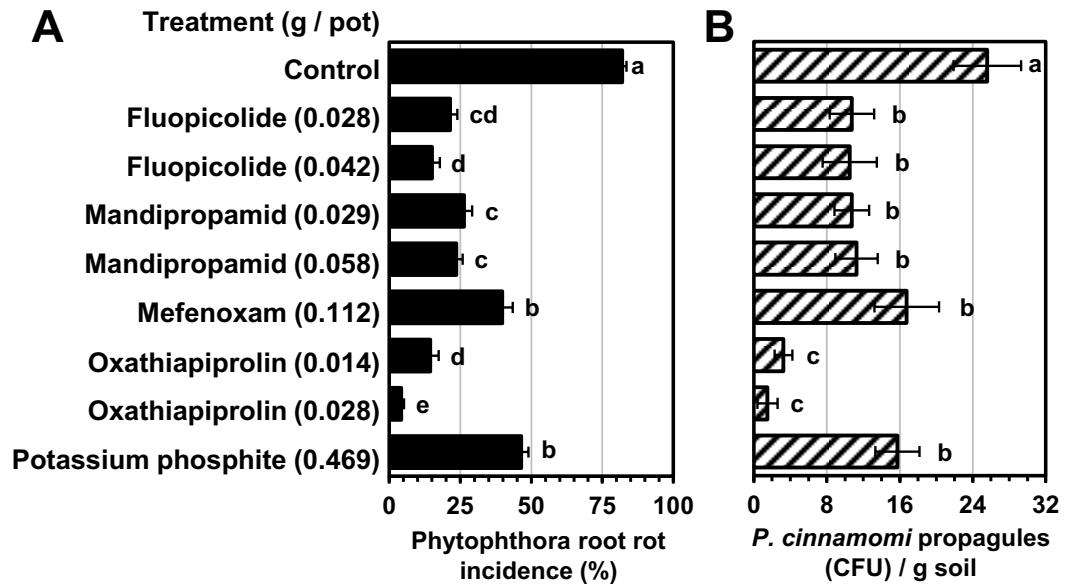 A
Treatment (g / pot)
B
Control
a
a
Fluopicolide (0.028)
cd
b
Fluopicolide (0.042)
d
b
Mandipropamid (0.029)
c
b
Mandipropamid (0.058)
c
b
Mefenoxam (0.112)
b
b
Oxathiapiprolin (0.014)
d
c
Oxathiapiprolin (0.028)
e
c
Potassium phosphite (0.469)
b
b
0 25 50 75 100
0 8 16 24 32
Phytophthora root rot
incidence (%)
P. cinnamomi propagules
(CFU) / g soil